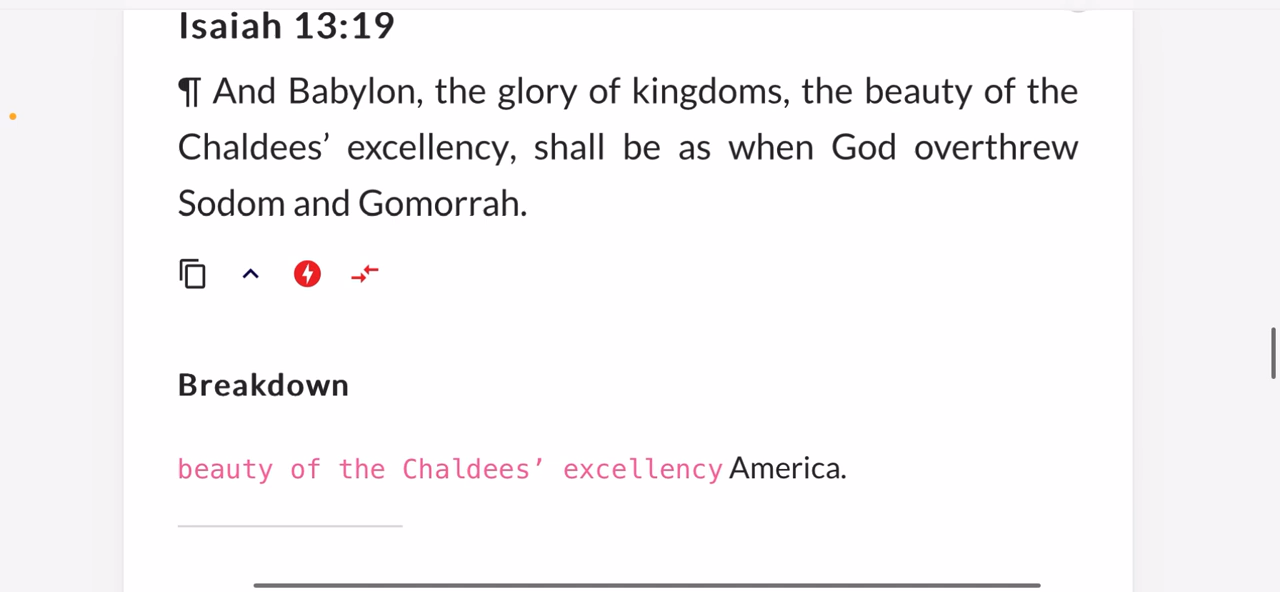 Isaiah 13:19
¶ And Babylon, the glory of kingdoms, the beauty of the
Chaldees’ excellency, shall be as when God overthrew
Sodom and Gomorrah.
Breakdown
beauty of the Chaldees’ excellency America.